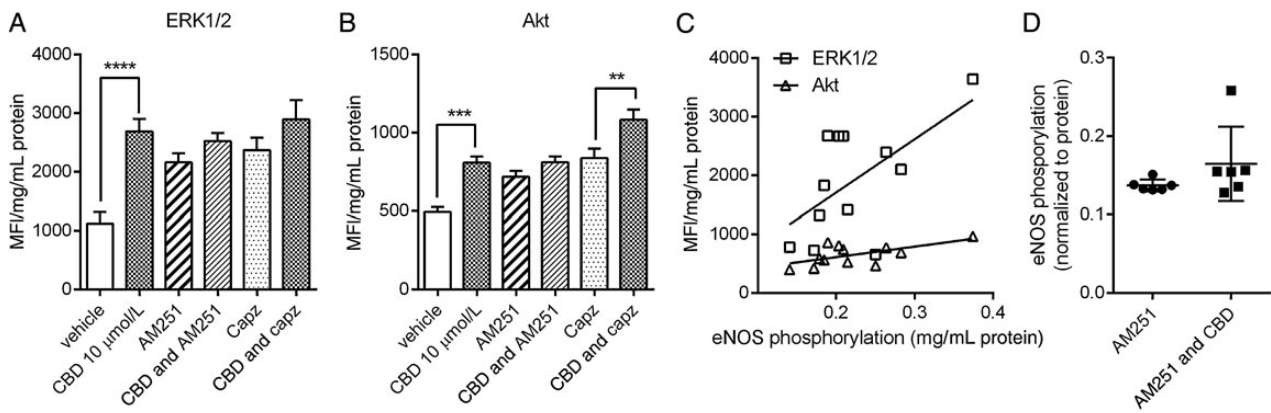 A
ERK1/2
MFI/mg/mL protein
4000
3000
2000
1000
0
****
vehicle
CBD 10 μmol/L
AM251
CBD and AM251
Capz
CBD and capz
B
Akt
MFI/mg/mL protein
1500
1000
500
0
***
**
vehicle
CBD 10 μmol/L
AM251
CBD and AM251
Capz
CBD and capz
C
ERK1/2
Akt
MFI/mg/mL protein
4000
3000
2000
1000
0
0.2
0.3
0.4
eNOS phosphorylation (mg/mL protein)
D
eNOS phosporylation
(normalized to protein)
0.3
0.2
0.1
0.0
AM251
AM251 and CBD